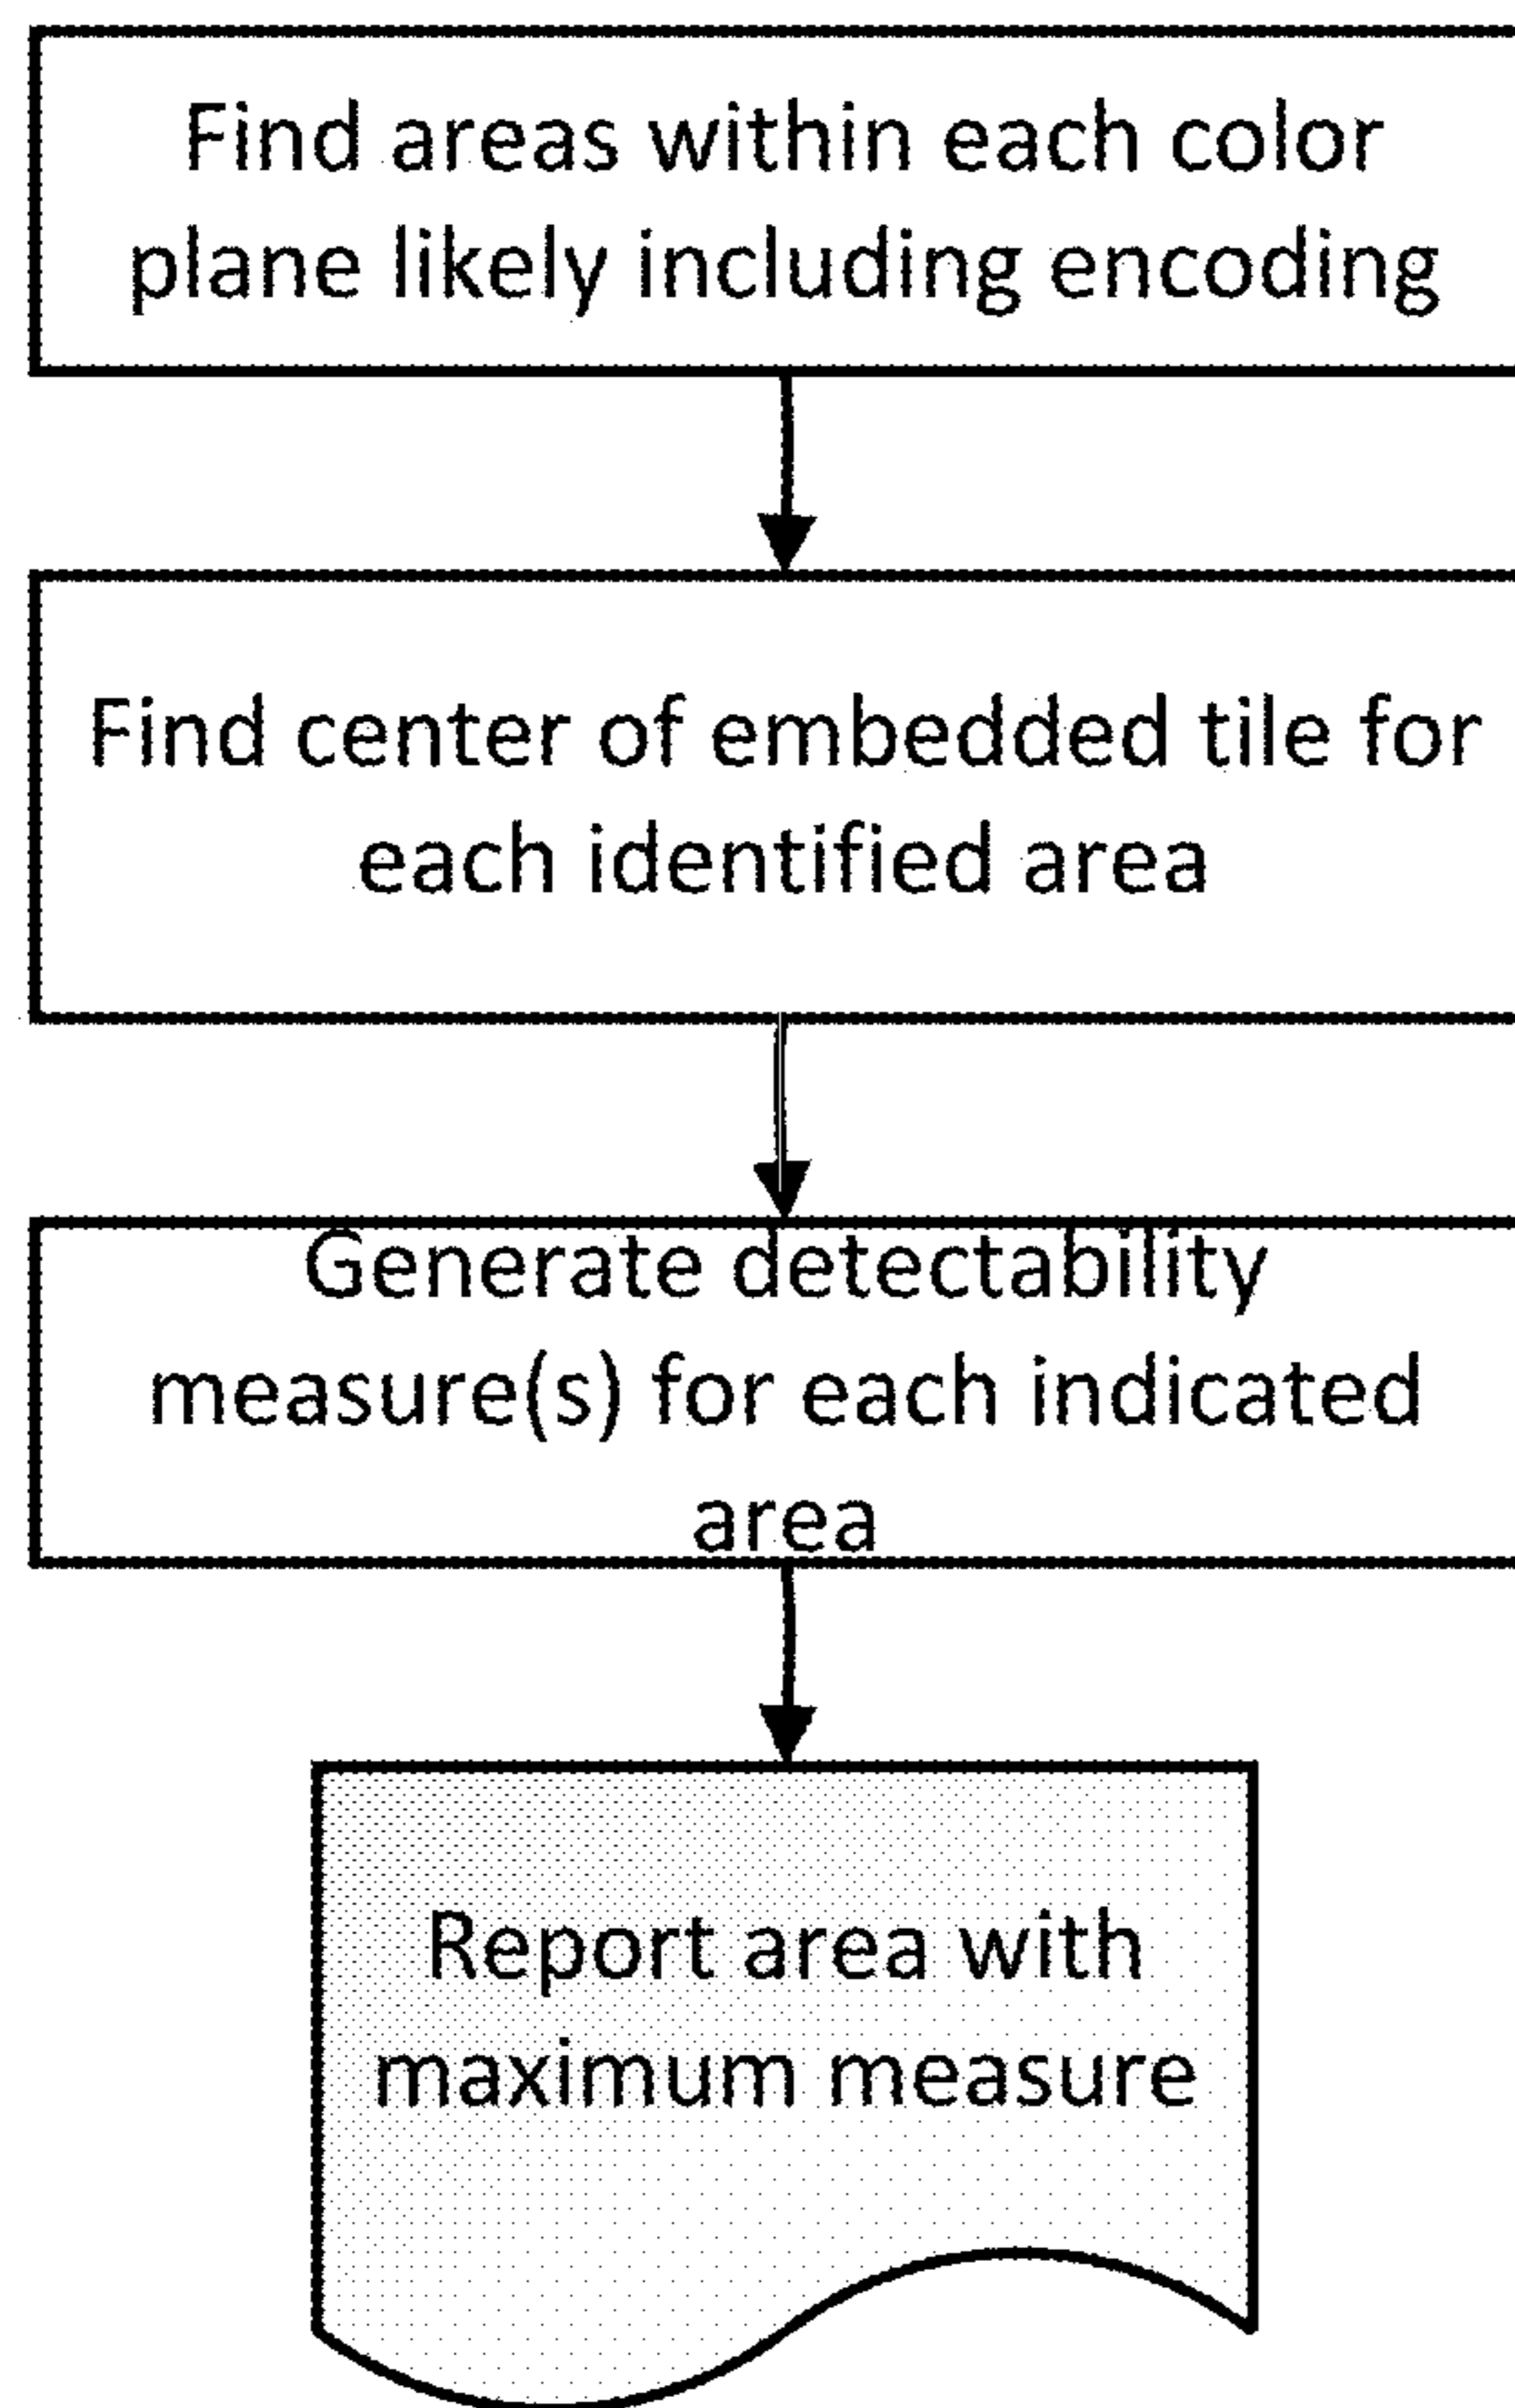 Find areas within each color
plane likely including encoding
Find center of embedded tile for
each identified area
Generate detectability
measure(s) for each indicated
area
Report area with
maximum measure